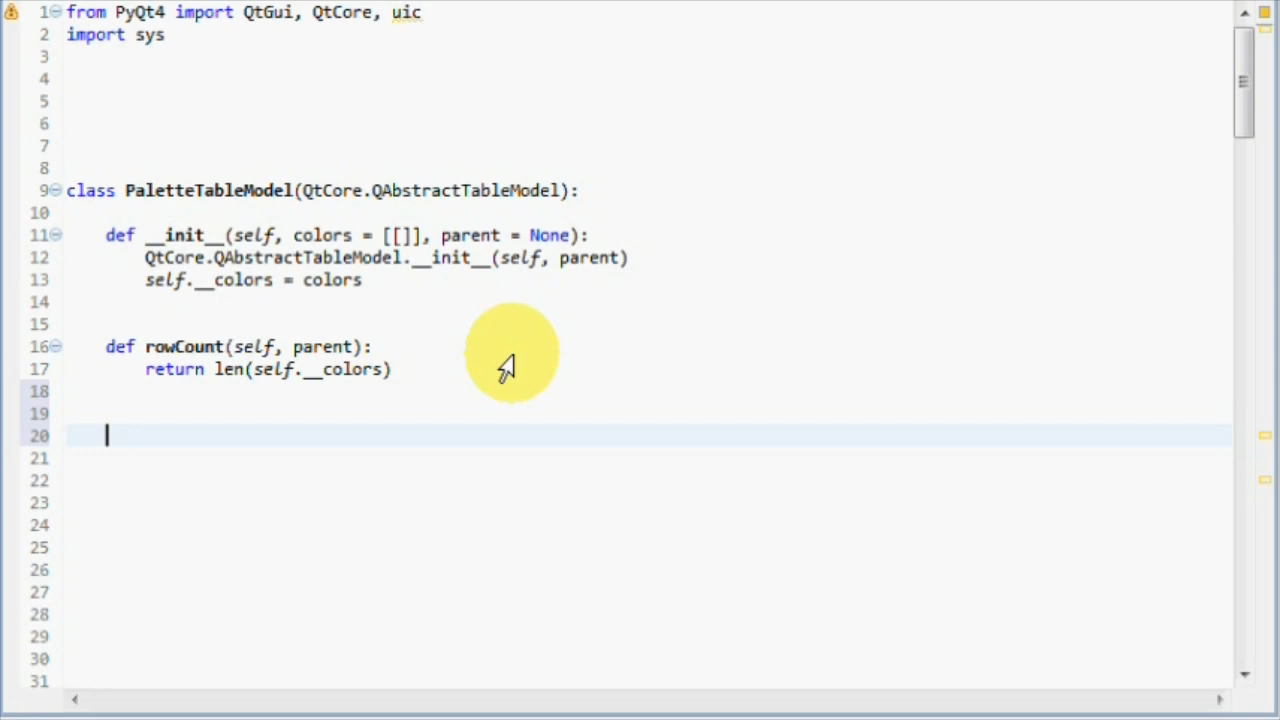 1 from PyQt4 import QtGui, QtCore, uic
2 import sys
3
4
5
6
7
8
9 class PaletteTableModel(QtCore.QAbstractTableModel):
10
11 def __init__(self, colors = [[]], parent = None):
12 QtCore.QAbstractTableModel.__init__(self, parent)
13 self.__colors = colors
14
15
16 def rowCount(self, parent):
17 return len(self.__colors)
18
19
20
21
22
23
24
25
26
27
28
29
30
31